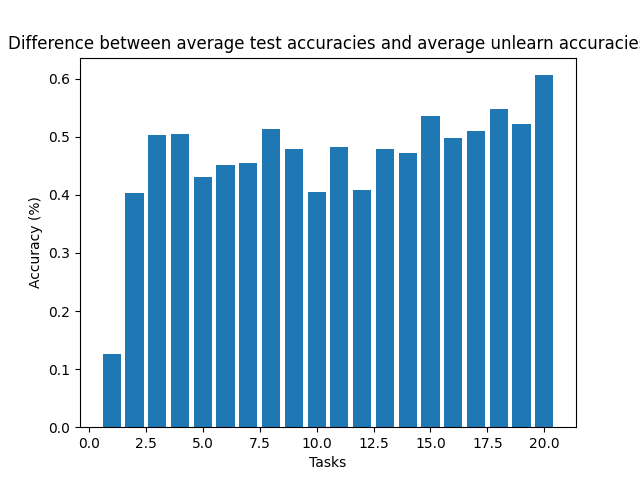 Difference between average test accuracies and average unlearn accuracies
0.6
0.5
0.4
0.3
0.2
0.1
0.0
Accuracy (%)
0.0 2.5 5.0 7.5 10.0 12.5 15.0 17.5 20.0
Tasks